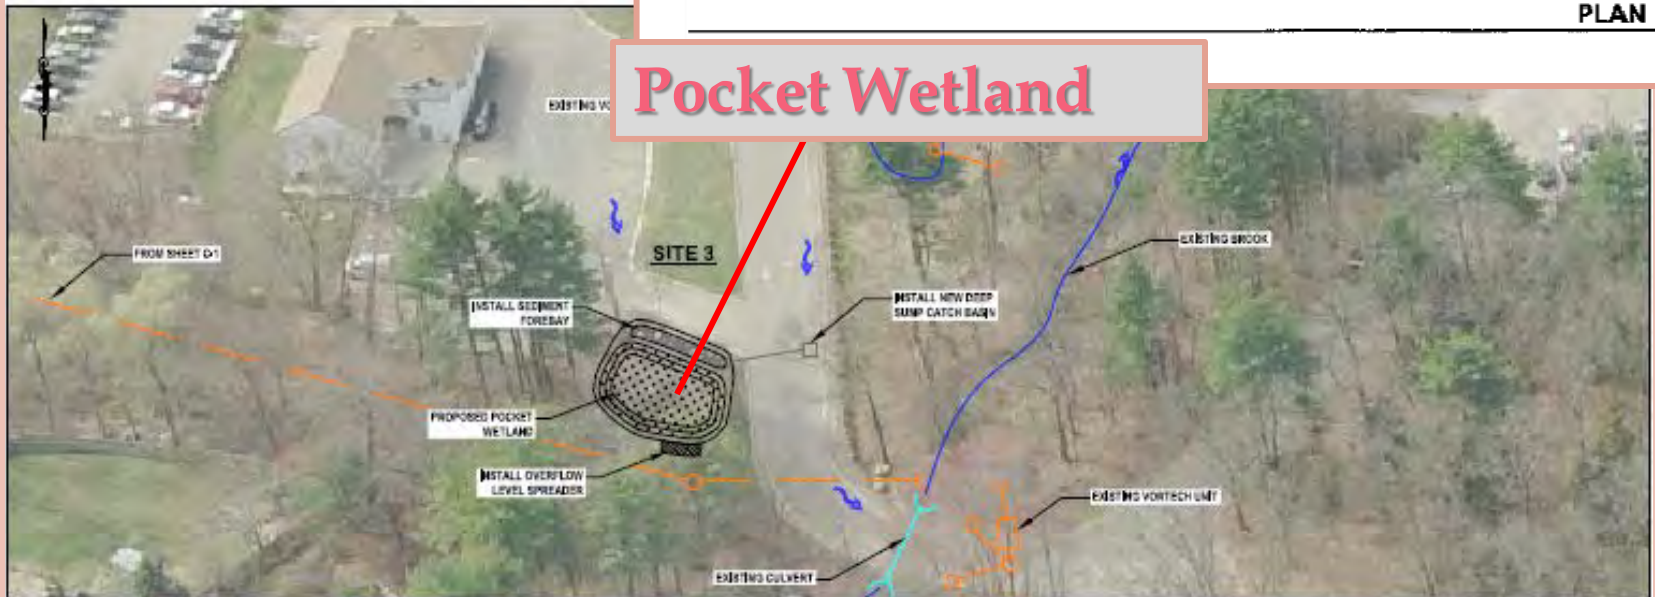 PLAN
Pocket Wetland
EXISTING
SITE 3
FROM SHEET
EXISTING BROOK
INSTALL SEDIMENT
FOREBAY
INSTALL NEW DEEP
SUMP CATCH BASIN
PROPOSED POCKET
WETLAND
INSTALL OVERFLOW
LEVEL SPREADER
EXISTING VORTECH UNIT
EXISTING CULVERT